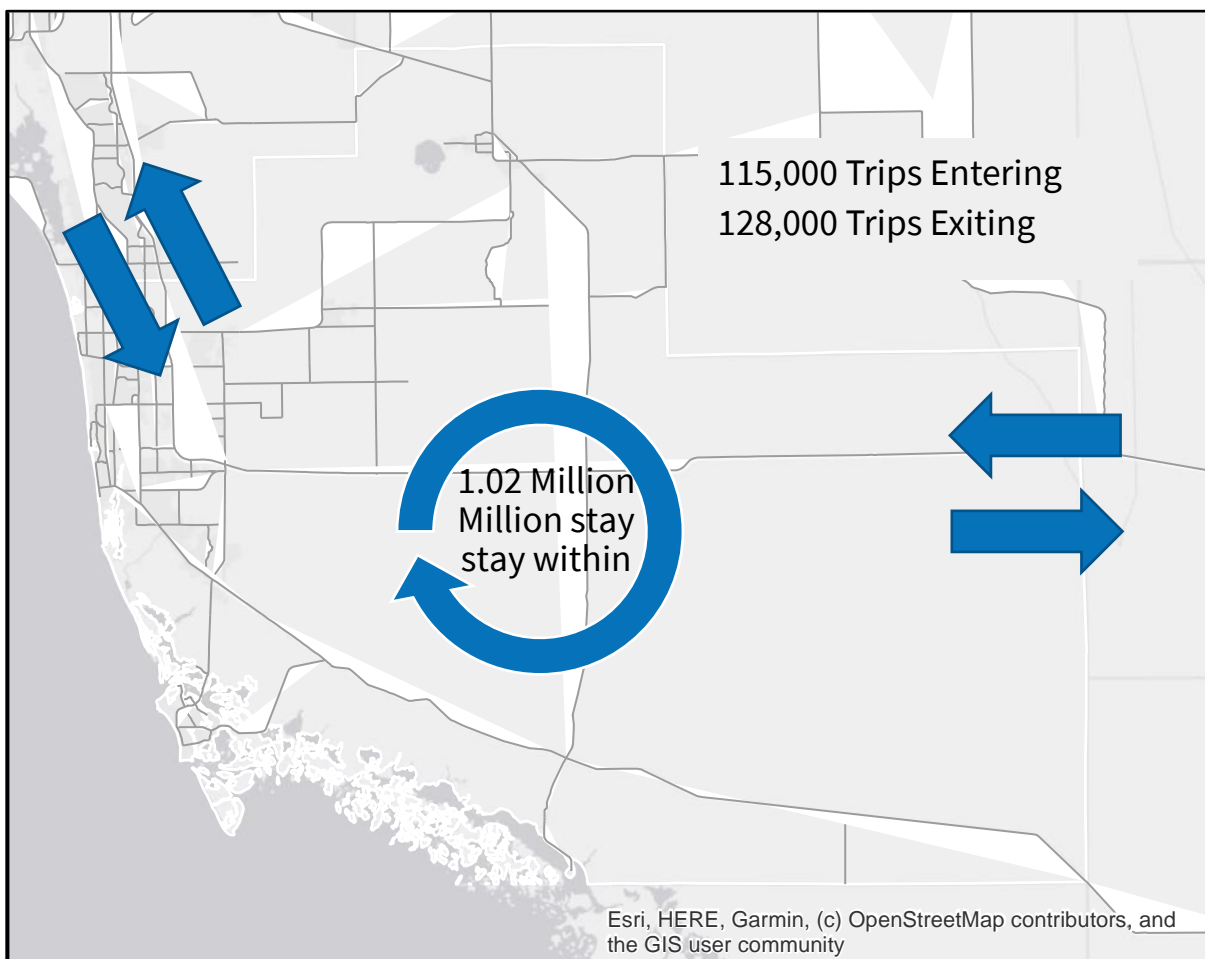 115,000 Trips Entering
128,000 Trips Exiting
1.02 Million
Million stay
stay within
Esri, HERE, Garmin, (c) OpenStreetMap contributors, and
the GIS user community